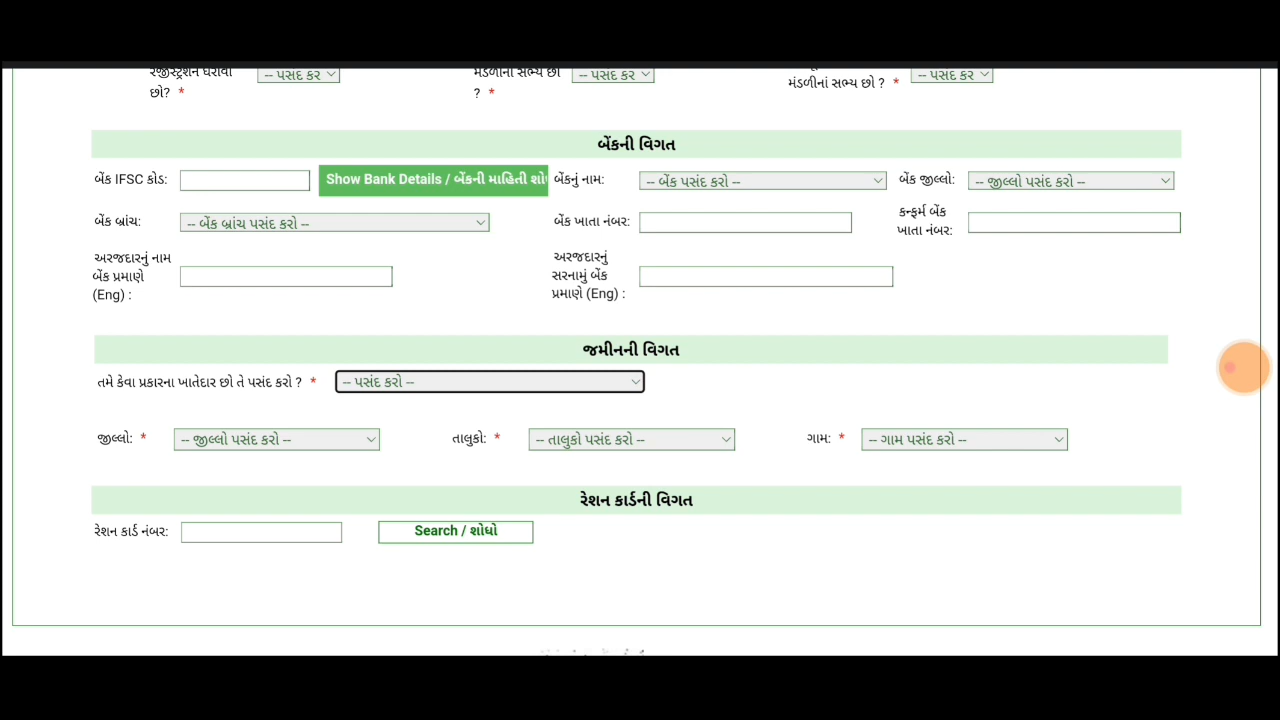 રજીસ્ટ્રેશન ધરાવો
છો? *
-- પસંદ કર
મંડળીનાં સભ્ય છો
? *
-- પસંદ કર
મંડળીનાં સભ્ય છો ? *
-- પસંદ કર
બેંકની વિગત
બેંક IFSC કોડ:
Show Bank Details / બેંકની માહિતી
બેંકનું નામ:
-- બેંક પસંદ કરો --
બેંક જીલ્લો:
-- જીલ્લો પસંદ કરો --
બેંક બ્રાંચ:
-- બેંક બ્રાંચ પસંદ કરો --
બેંક ખાતા નંબર:
કન્ફર્મ બેંક
ખાતા નંબર:
અરજદારનું નામ
બેંક પ્રમાણે
(Eng) :
અરજદારનું
સરનામું બેંક
પ્રમાણે (Eng) :
જમીનની વિગત
તમે કેવા પ્રકારના ખાતેદાર છો તે પસંદ કરો ? *
-- પસંદ કરો --
જીલ્લો: *
-- જીલ્લો પસંદ કરો --
તાલુકો: *
-- તાલુકો પસંદ કરો --
ગામ: *
-- ગામ પસંદ કરો --
રેશન કાર્ડની વિગત
રેશન કાર્ડ નંબર:
Search / શોધો